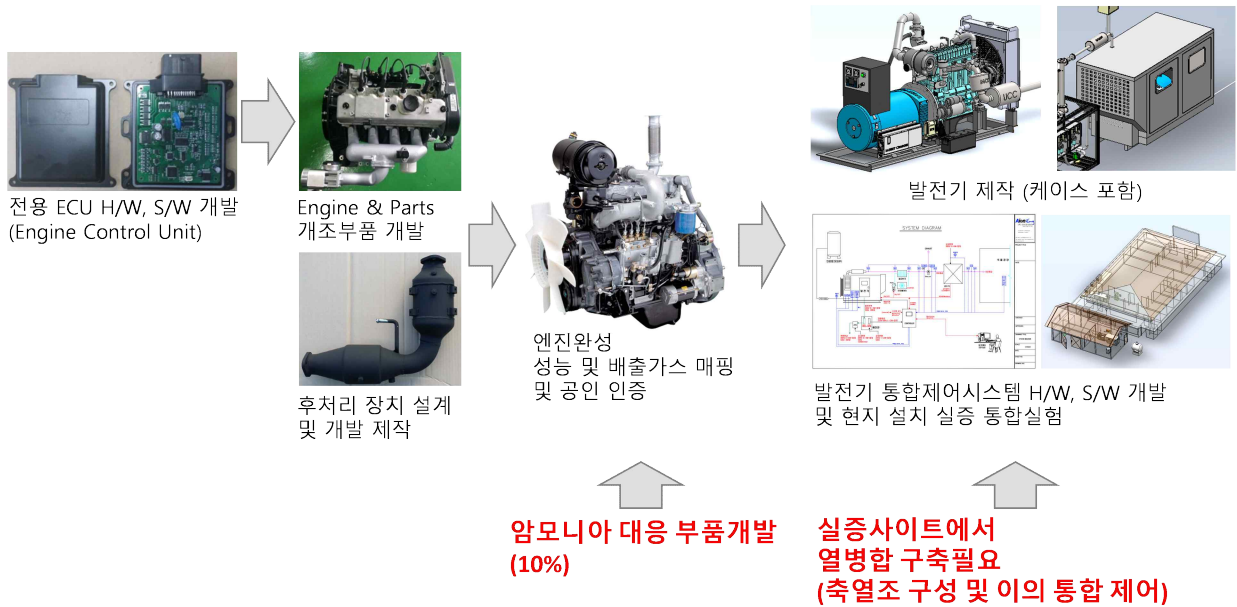 전용 ECU H/W, S/W 개발
(Engine Control Unit)
Engine & Parts
개조부품 개발
후처리 장치 설계
및 개발 제작
엔진완성
성능 및 배출가스 매핑
및 공인 인증
UCC
발전기 제작 (케이스 포함)
SYSTEM DIAGRAM
발전기 통합제어시스템 H/W, S/W 개발
및 현지 설치 실증 통합실험
암모니아 대응 부품개발
(10%)
실증사이트에서
열병합 구축필요
(축열조 구성 및 이의 통합 제어)